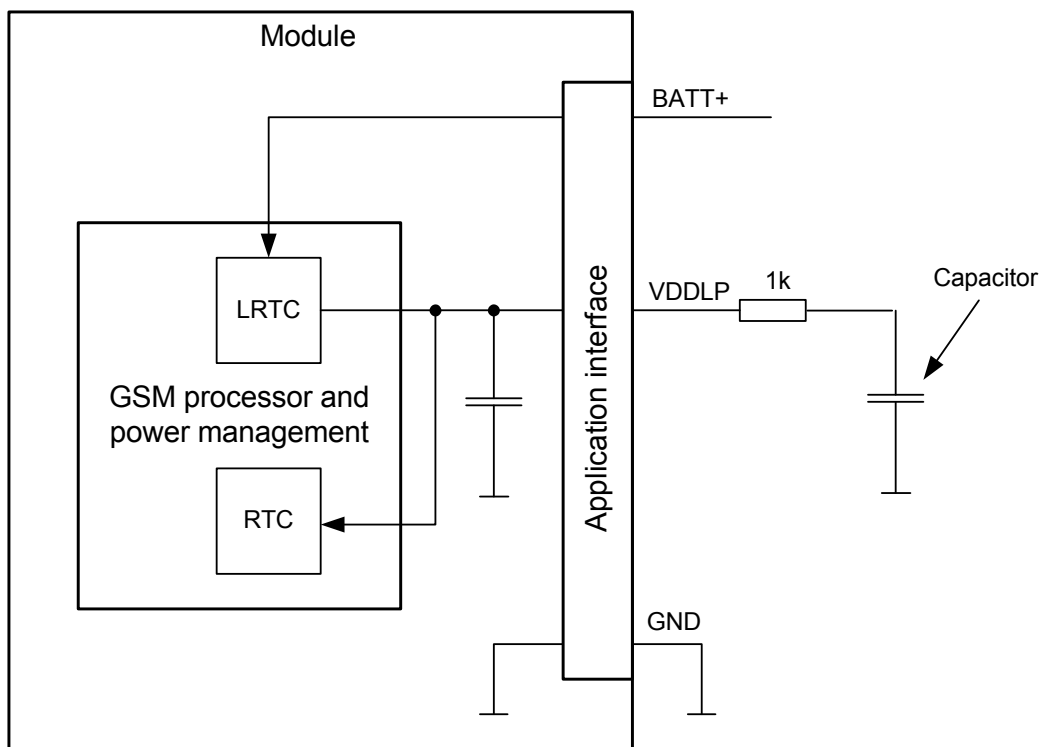 Module
BATT+
Application interface
VDDLP
1k
Capacitor
LRTC
GSM processor and
power management
RTC
GND